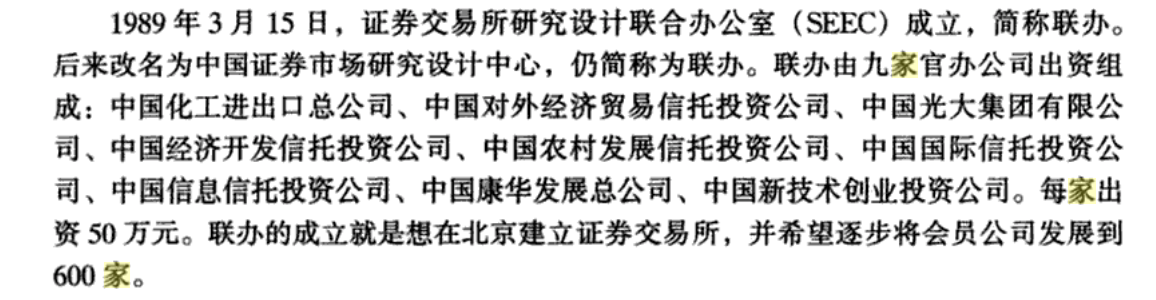 1989 年 3 月 15 日，证券交易所研究设计联合办公室（SEEC）成立，简称联办。
后来改名为中国证券市场研究设计中心，仍简称为联办。联办由九家官办公司出资组
成：中国化工进出口总公司、中国对外经济贸易信托投资公司、中国光大集团有限公
司、中国经济开发信托投资公司、中国农村发展信托投资公司、中国国际信托投资公
司、中国信息信托投资公司、中国康华发展总公司、中国新技术创业投资公司。每家出
资 50 万元。联办的成立就是想在北京建立证券交易所，并希望逐步将会员公司发展到
600 家。